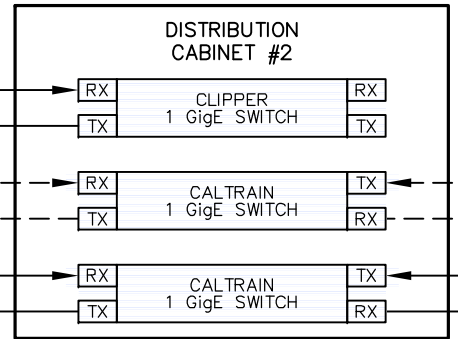 DISTRIBUTION
CABINET #2
RX CLIPPER RX
TX 1 GigE SWITCH TX
RX CALTRAIN TX
TX 1 GigE SWITCH RX
RX CALTRAIN TX
TX 1 GigE SWITCH RX